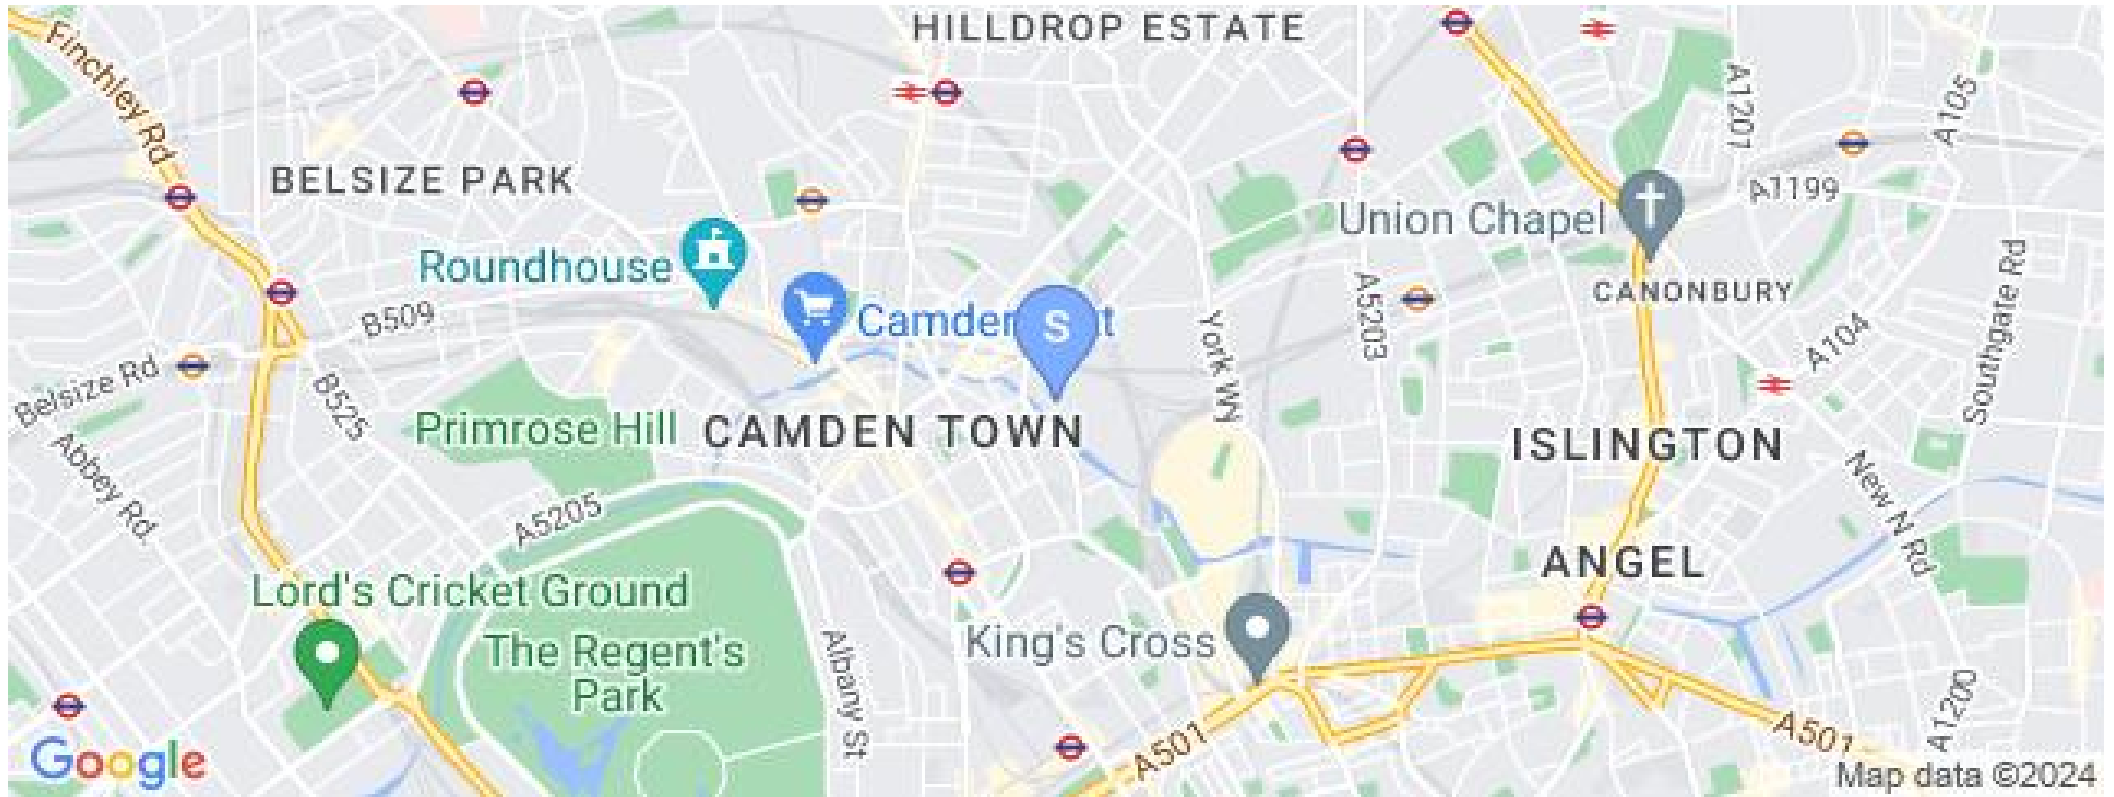 HILLDROP ESTATE
Finchley Rd
A1201
A105
BELSIZE PARK
A1199
Union Chapel
Roundhouse
CANONBURY
Southgate Rd
B509
Camden
t
S
York Wy
A5203
A104
Belsize Rd
B525
Primrose Hill
CAMDEN TOWN
ISLINGTON
Abbey Rd
New N Rd
A5205
ANGEL
Lord's Cricket Ground
King's Cross
The Regent's
Park
Albany St
A1200
A501
A501
Google
Map data ©2024